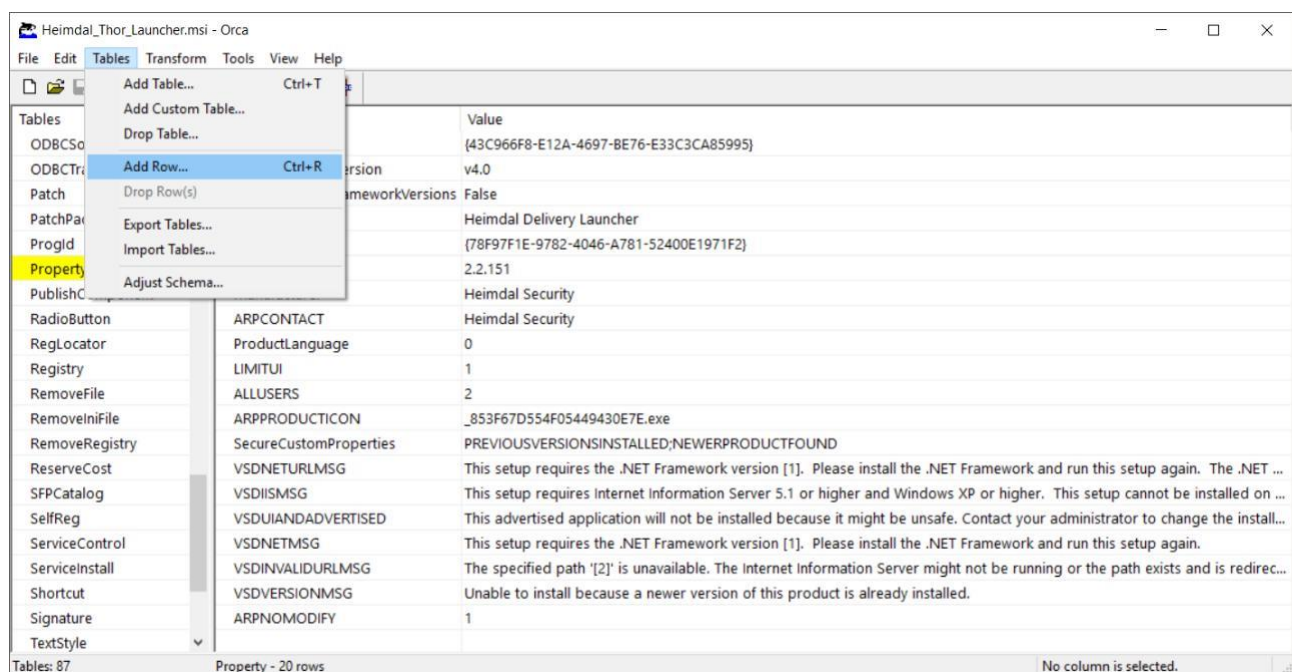 Heimdal_Thor_Launcher.msi - Orca
File Edit Tables Transform Tools View Help
Add Table... Ctrl+T
Add Custom Table...
Drop Table...
Add Row... Ctrl+R
Drop Row(s)
Export Tables...
Import Tables...
Adjust Schema...
Tables Value
ODBCSo {43C966F8-E12A-4697-BE76-E33C3CA85995}
ODBCTra ersion v4.0
Patch ameworkVersions False
PatchPac Heimdal Delivery Launcher
ProgId {78F97F1E-9782-4046-A781-52400E1971F2}
Property 2.2.151
PublishC Heimdal Security
RadioButton ARPCONTACT Heimdal Security
RegLocator ProductLanguage 0
Registry LIMITUI 1
RemoveFile ALLUSERS 2
RemoveIniFile ARPPRODUCTICON _853F67D554F05449430E7E.exe
RemoveRegistry SecureCustomProperties PREVIOUSVERSIONSINSTALLED;NEWERPRODUCTFOUND
ReserveCost VSDNETURLMSG This setup requires the .NET Framework version [1]. Please install the .NET Framework and run this setup again. The .NET ...
SFPCatalog VSDIISMSG This setup requires Internet Information Server 5.1 or higher and Windows XP or higher. This setup cannot be installed on ...
SelfReg VSDUIANDADVERTISED This advertised application will not be installed because it might be unsafe. Contact your administrator to change the install...
ServiceControl VSDNETMSG This setup requires the .NET Framework version [1]. Please install the .NET Framework and run this setup again.
ServiceInstall VSDINVALIDURLMSG The specified path '[2]' is unavailable. The Internet Information Server might not be running or the path exists and is redirec...
Shortcut VSDVERSIONMSG Unable to install because a newer version of this product is already installed.
Signature ARPNOMODIFY 1
TextStyle
Tables: 87 Property - 20 rows No column is selected.